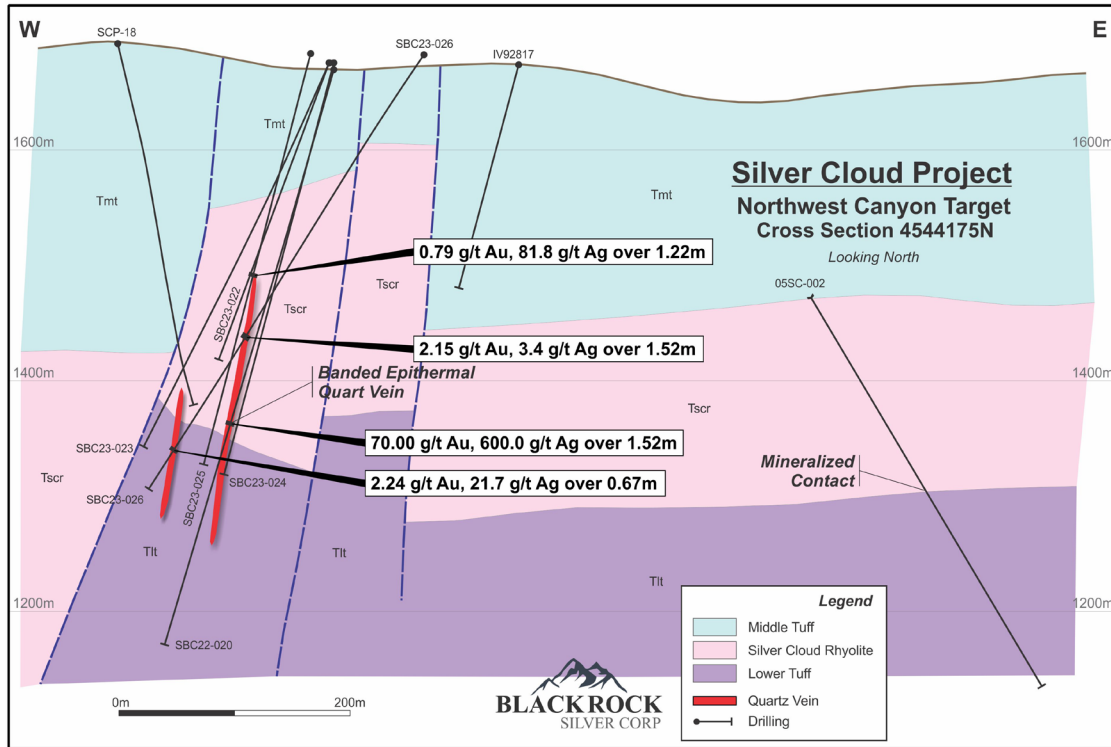 W
E
SCP-18
SBC23-026
IV92817
1600m
1600m
Tmt
Tmt
Tmt
Silver Cloud Project
Northwest Canyon Target
Cross Section 4544175N
Looking North
0.79 g/t Au, 81.8 g/t Ag over 1.22m
SBC23-022
Tscr
Tscr
05SC-002
2.15 g/t Au, 3.4 g/t Ag over 1.52m
1400m
1400m
Banded Epithermal
Quart Vein
Tscr
70.00 g/t Au, 600.0 g/t Ag over 1.52m
SBC23-023
Tscr
SBC23-026
SBC23-025
SBC23-024
2.24 g/t Au, 21.7 g/t Ag over 0.67m
Mineralized
Contact
Tlt
Tlt
Tlt
1200m
1200m
SBC22-020
Legend
Middle Tuff
Silver Cloud Rhyolite
Lower Tuff
Quartz Vein
Drilling
0m
200m
BLACKROCK
SILVER CORP